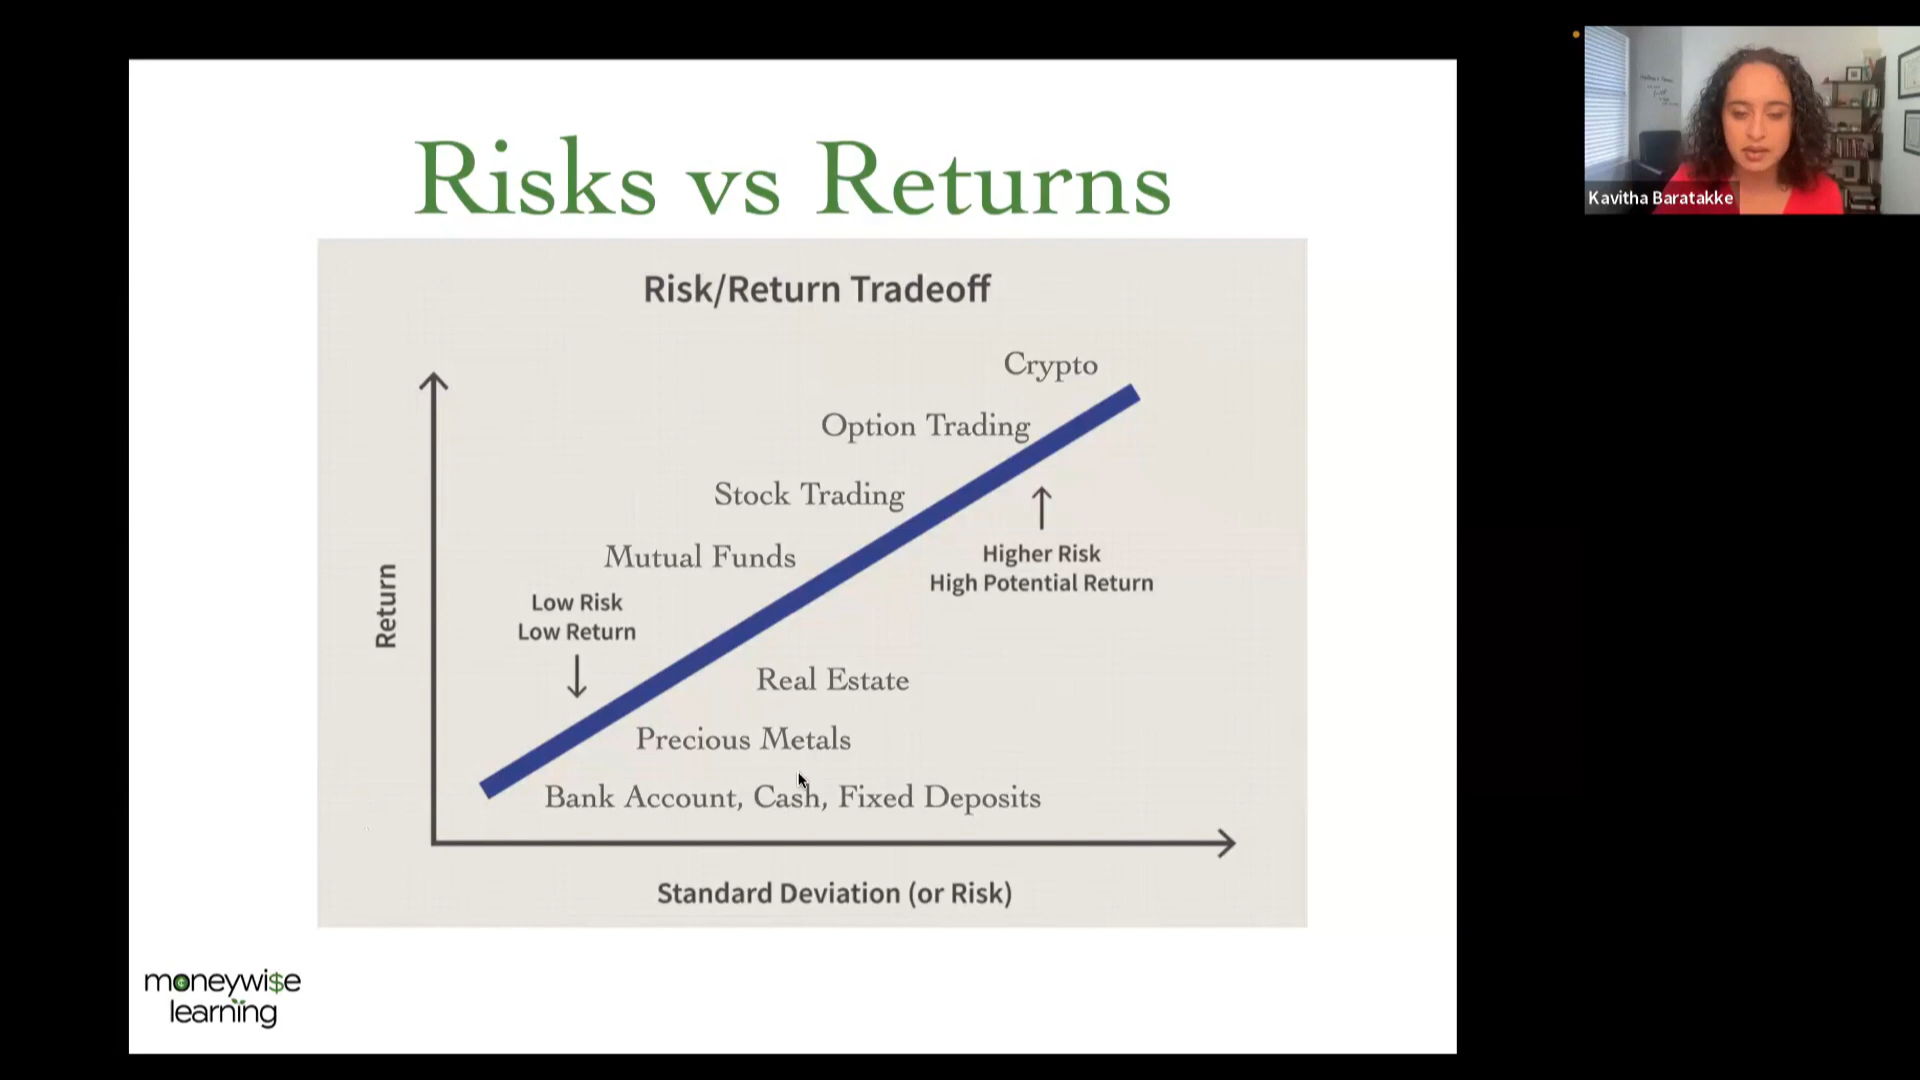 Risks vs Returns
Risk/Return Tradeoff
Crypto
Option Trading
Stock Trading
Mutual Funds
Higher Risk
High Potential Return
Low Risk
Low Return
Return
Real Estate
Precious Metals
Bank Account, Cash, Fixed Deposits
Standard Deviation (or Risk)
moneywi$e
learning
Kavitha Baratakke